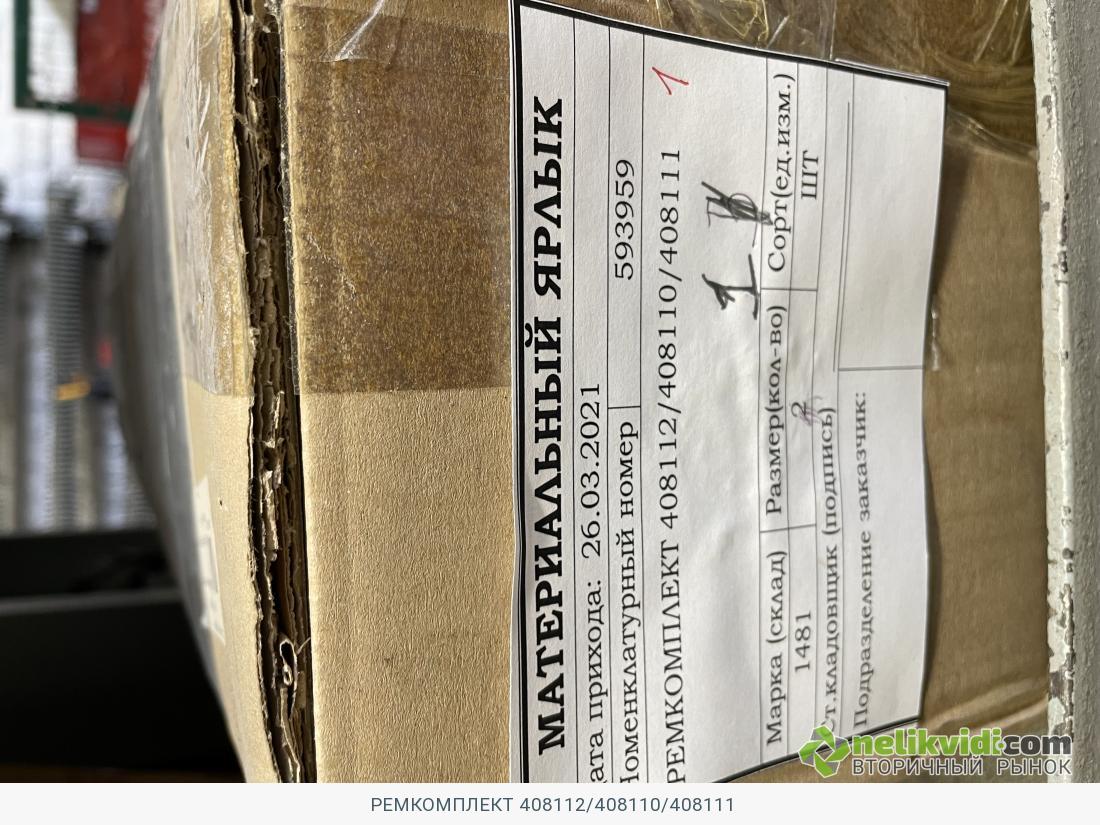 МАТЕРИАЛЬНЫЙ ЯРЛЫК
ата прихода: 26.03.2021
Номенклатурный номер 593959
РЕМКОМПЛЕКТ 408112/408110/408111
1
1
Марка (склад) Размер(кол-во) Сорт(ед.изм.)
1481 2 ШТ
Ст.кладовщик (подпись)
Подразделение заказчик:
nelikvidi.com
ВТОРИЧНЫЙ РЫНОК
РЕМКОМПЛЕКТ 408112/408110/408111